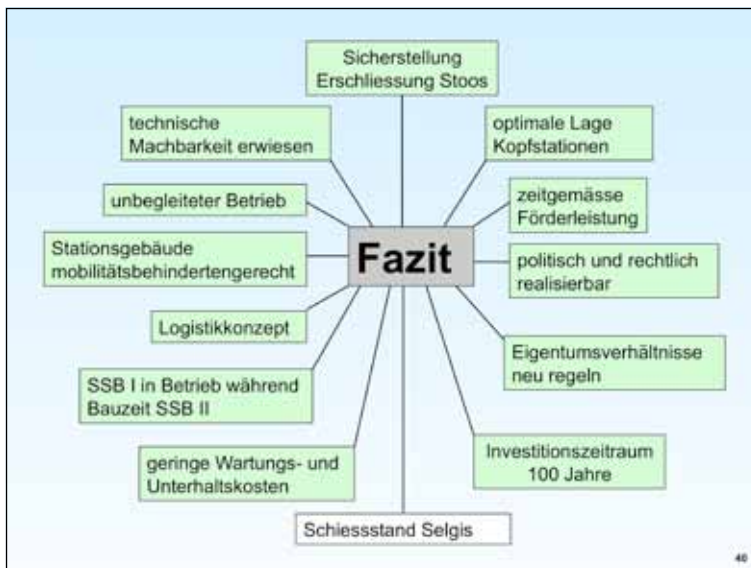 Sicherstellung
Erschliessung Stoos
technische
Machbarkeit erwiesen
optimale Lage
Kopfstationen
unbegleiteter Betrieb
zeitgemässe
Förderleistung
Stationsgebäude
mobilitätsbehindertengerecht
Fazit
politisch und rechtlich
realisierbar
Logistikkonzept
Eigentumsverhältnisse
neu regeln
SSB I in Betrieb während
Bauzeit SSB II
geringe Wartungs- und
Unterhaltskosten
Investitionszeitraum
100 Jahre
Schiessstand Selgis
40